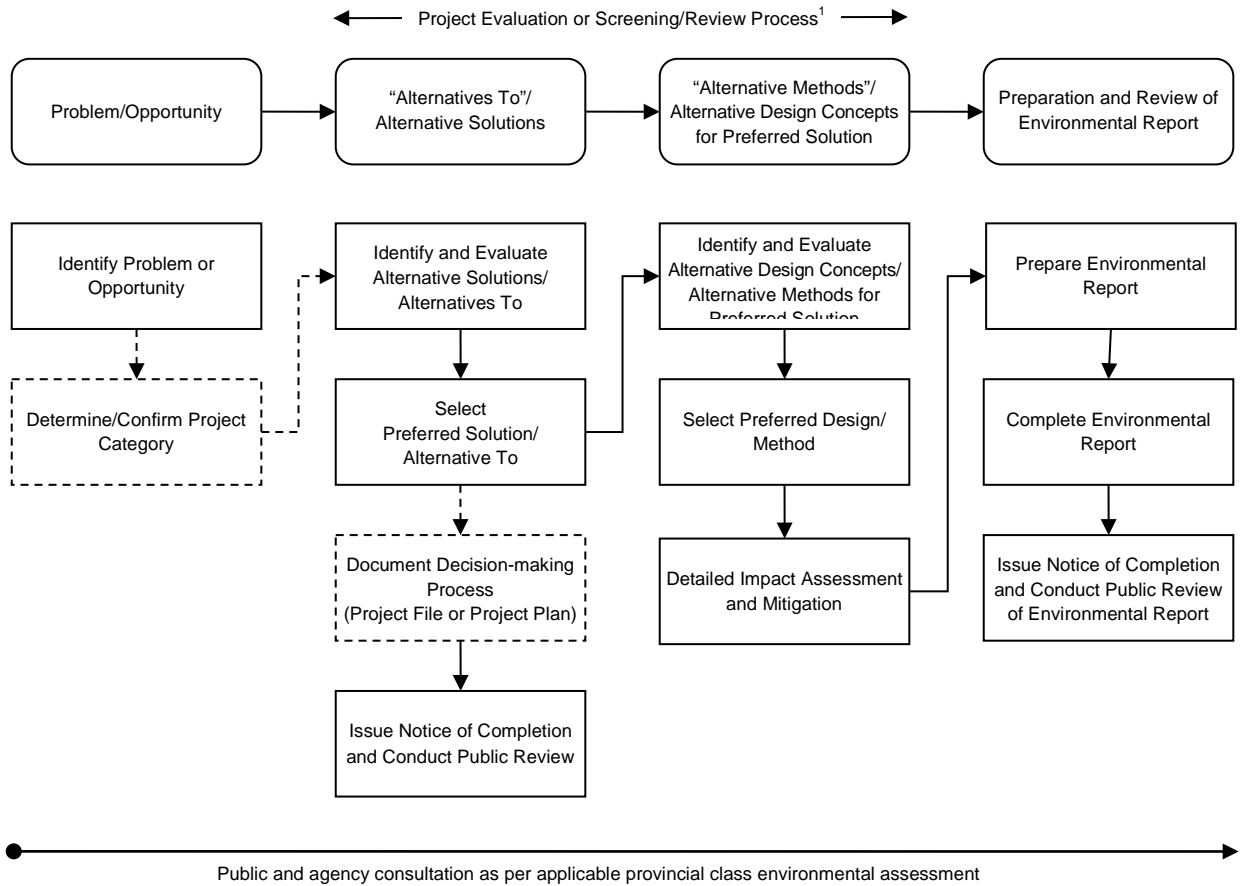 Project Evaluation or Screening/Review Process1
Problem/Opportunity
“Alternatives To”/
Alternative Solutions
“Alternative Methods”/
Alternative Design Concepts
for Preferred Solution
Preparation and Review of
Environmental Report
Identify Problem or
Opportunity
Determine/Confirm Project
Category
Identify and Evaluate
Alternative Solutions/
Alternatives To
Select
Preferred Solution/
Alternative To
Document Decision-making
Process
(Project File or Project Plan)
Issue Notice of Completion
and Conduct Public Review
Identify and Evaluate
Alternative Design Concepts/
Alternative Methods for
Preferred Solution
Select Preferred Design/
Method
Detailed Impact Assessment
and Mitigation
Prepare Environmental
Report
Complete Environmental
Report
Issue Notice of Completion
and Conduct Public Review
of Environmental Report
Public and agency consultation as per applicable provincial class environmental assessment